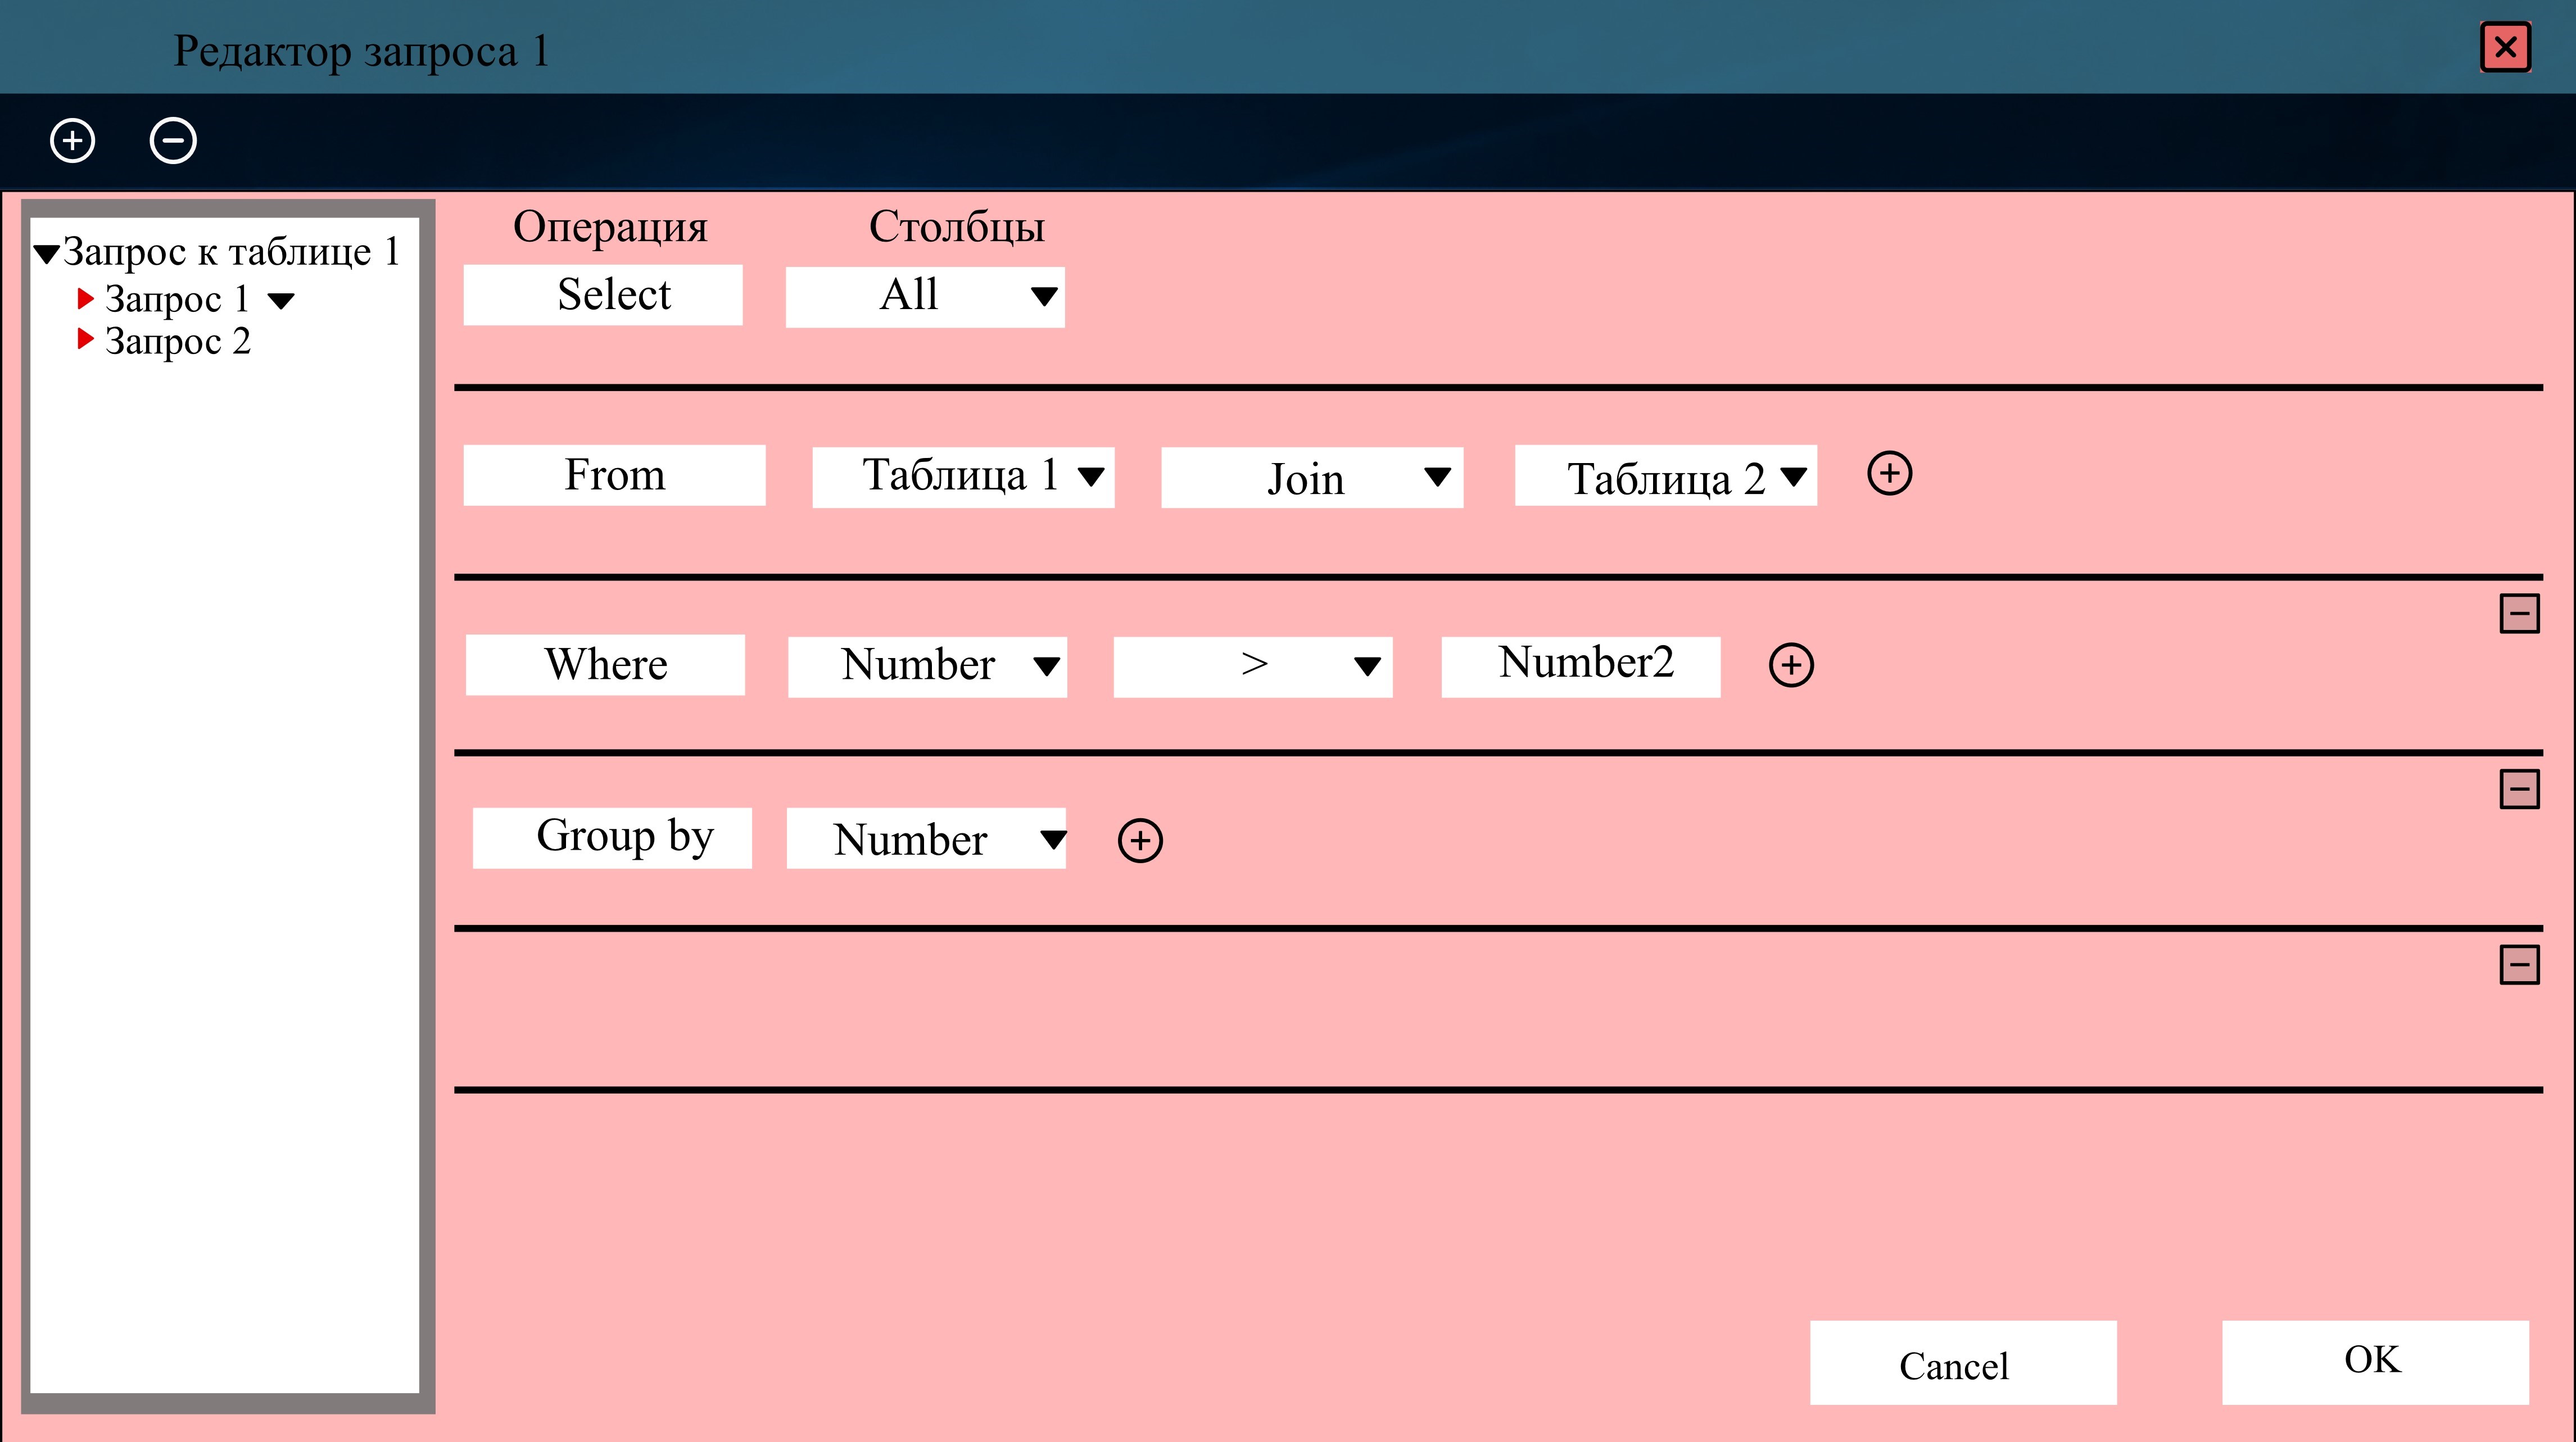 Редактор запроса 1
Запрос к таблице 1
Запрос 1
Запрос 2
Операция Столбцы
Select All
From Таблица 1 Join Таблица 2
Where Number > Number2
Group by Number
Cancel OK